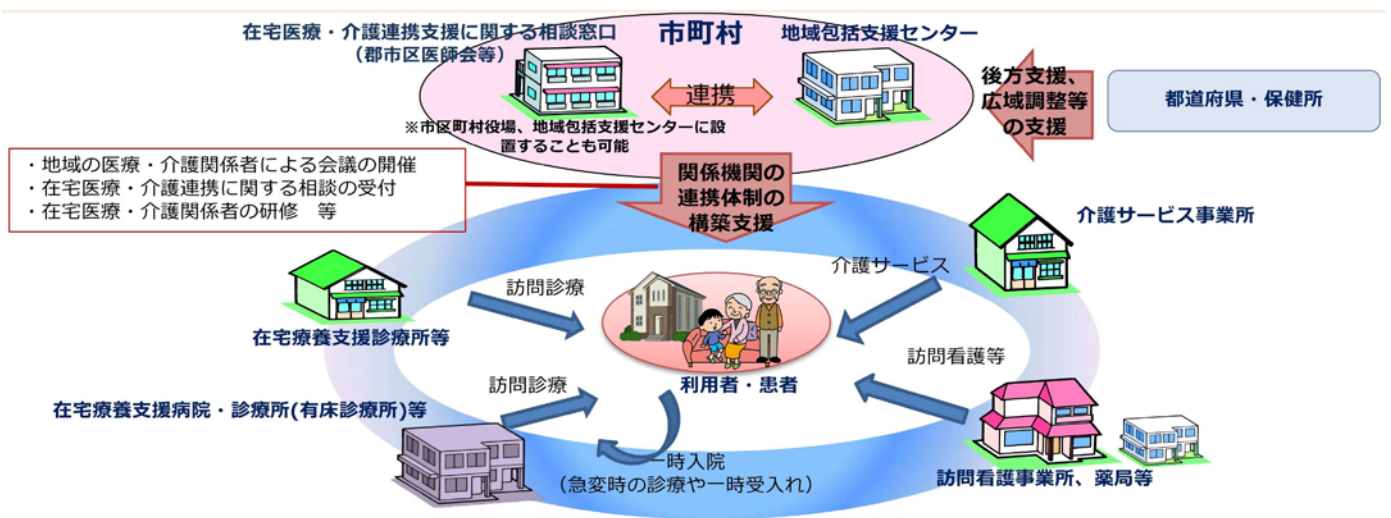 在宅医療・介護連携支援に関する相談窓口
（郡市区医師会等）
市町村
地域包括支援センター
連携
※市区町村役場、地域包括支援センターに設
置することも可能
後方支援、
広域調整等
の支援
都道府県・保健所
・地域の医療・介護関係者による会議の開催
・在宅医療・介護連携に関する相談の受付
・在宅医療・介護関係者の研修　等
関係機関の
連携体制の
構築支援
介護サービス事業所
訪問診療
介護サービス
在宅療養支援診療所等
訪問看護等
利用者・患者
訪問診療
在宅療養支援病院・診療所(有床診療所)等
一時入院
（急変時の診療や一時受入れ）
訪問看護事業所、薬局等